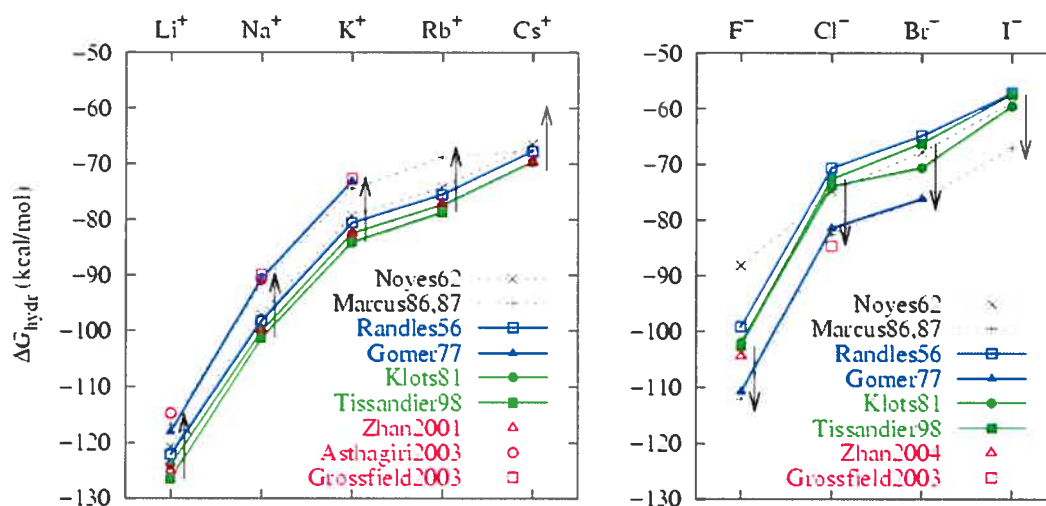 Li+ Na+ K+ Rb+ Cs+
-50
-60
-70
-80
-90
-100
-110
-120
-130
ΔGhydr (kcal/mol)
Noyes62
Marcus86,87
Randles56
Gomer77
Klots81
Tissandier98
Zhan2001
Asthagiri2003
Grossfield2003
F− Cl− Br− I−
-50
-60
-70
-80
-90
-100
-110
-120
-130
Noyes62
Marcus86,87
Randles56
Gomer77
Klots81
Tissandier98
Zhan2004
Grossfield2003